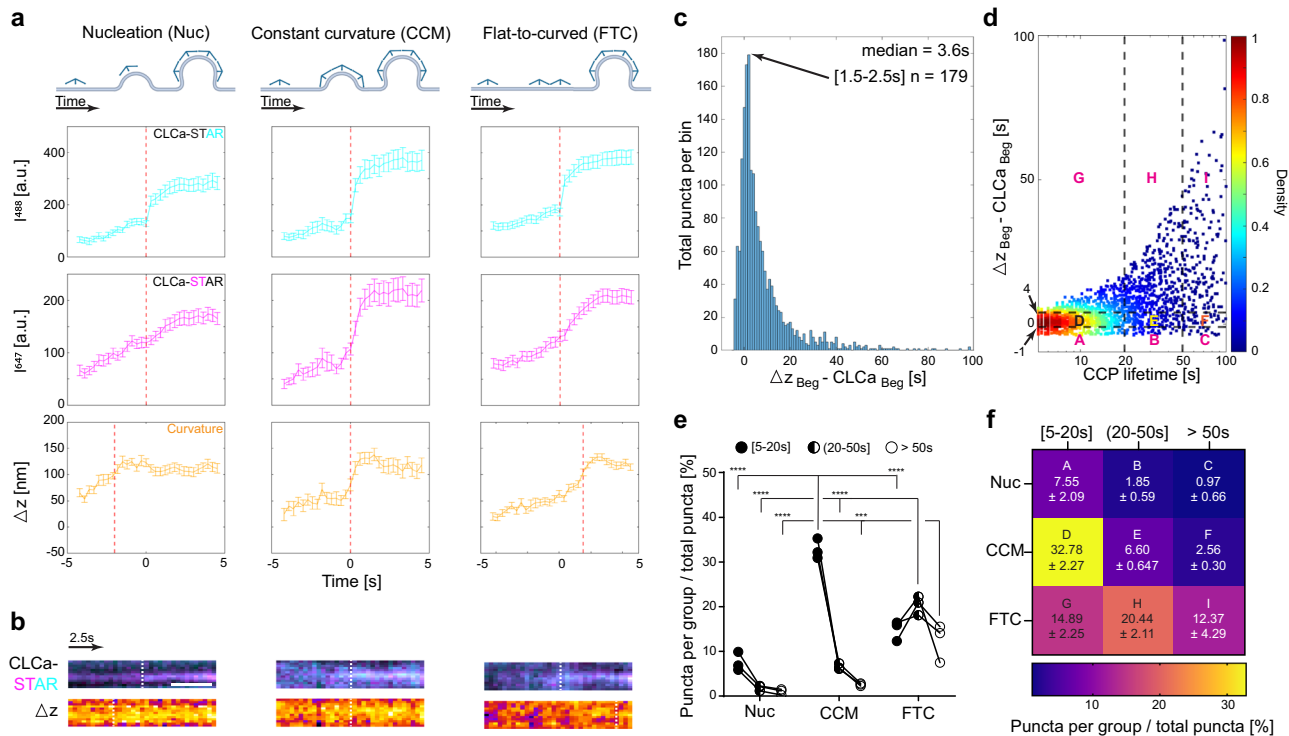 a
Nucleation (Nuc)
Constant curvature (CCM)
Flat-to-curved (FTC)
Time
Time
Time
CLCa-STAR
I⁴⁸⁸ [a.u.]
400
200
0
CLCa-STAR
I⁶⁴⁷ [a.u.]
200
100
0
Curvature
△z [nm]
200
150
100
50
0
-50
-5 0 5
-5 0 5
-5 0 5
Time [s]
b
2.5s
CLCa-
STAR
△z
c
median = 3.6s
[1.5-2.5s] n = 179
Total puncta per bin
180
160
140
120
100
80
60
40
20
0
0 20 40 60 80 100
△z Beg - CLCa Beg [s]
d
△z Beg - CLCa Beg [s]
100
50
4
0
-1
G H I
D E F
A B C
10 20 50 100
CCP lifetime [s]
1
0.8
0.6
0.4
0.2
0
Density
e
[5-20s] (20-50s] > 50s
Puncta per group / total puncta [%]
50
40
30
20
10
0
**** ****
**** ****
**** ***
Nuc CCM FTC
f
[5-20s] (20-50s] > 50s
Nuc
A B C
7.55 1.85 0.97
± 2.09 ± 0.59 ± 0.66
CCM
D E F
32.78 6.60 2.56
± 2.27 ± 0.647 ± 0.30
FTC
G H I
14.89 20.44 12.37
± 2.25 ± 2.11 ± 4.29
10 20 30
Puncta per group / total puncta [%]